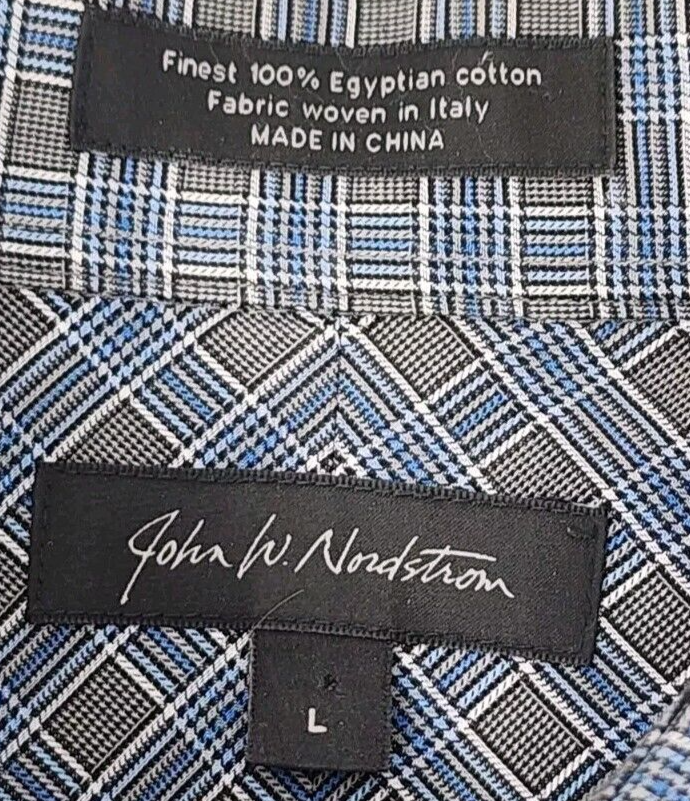 Finest 100% Egyptian cotton
Fabric woven in Italy
MADE IN CHINA
John W. Nordstrom
L